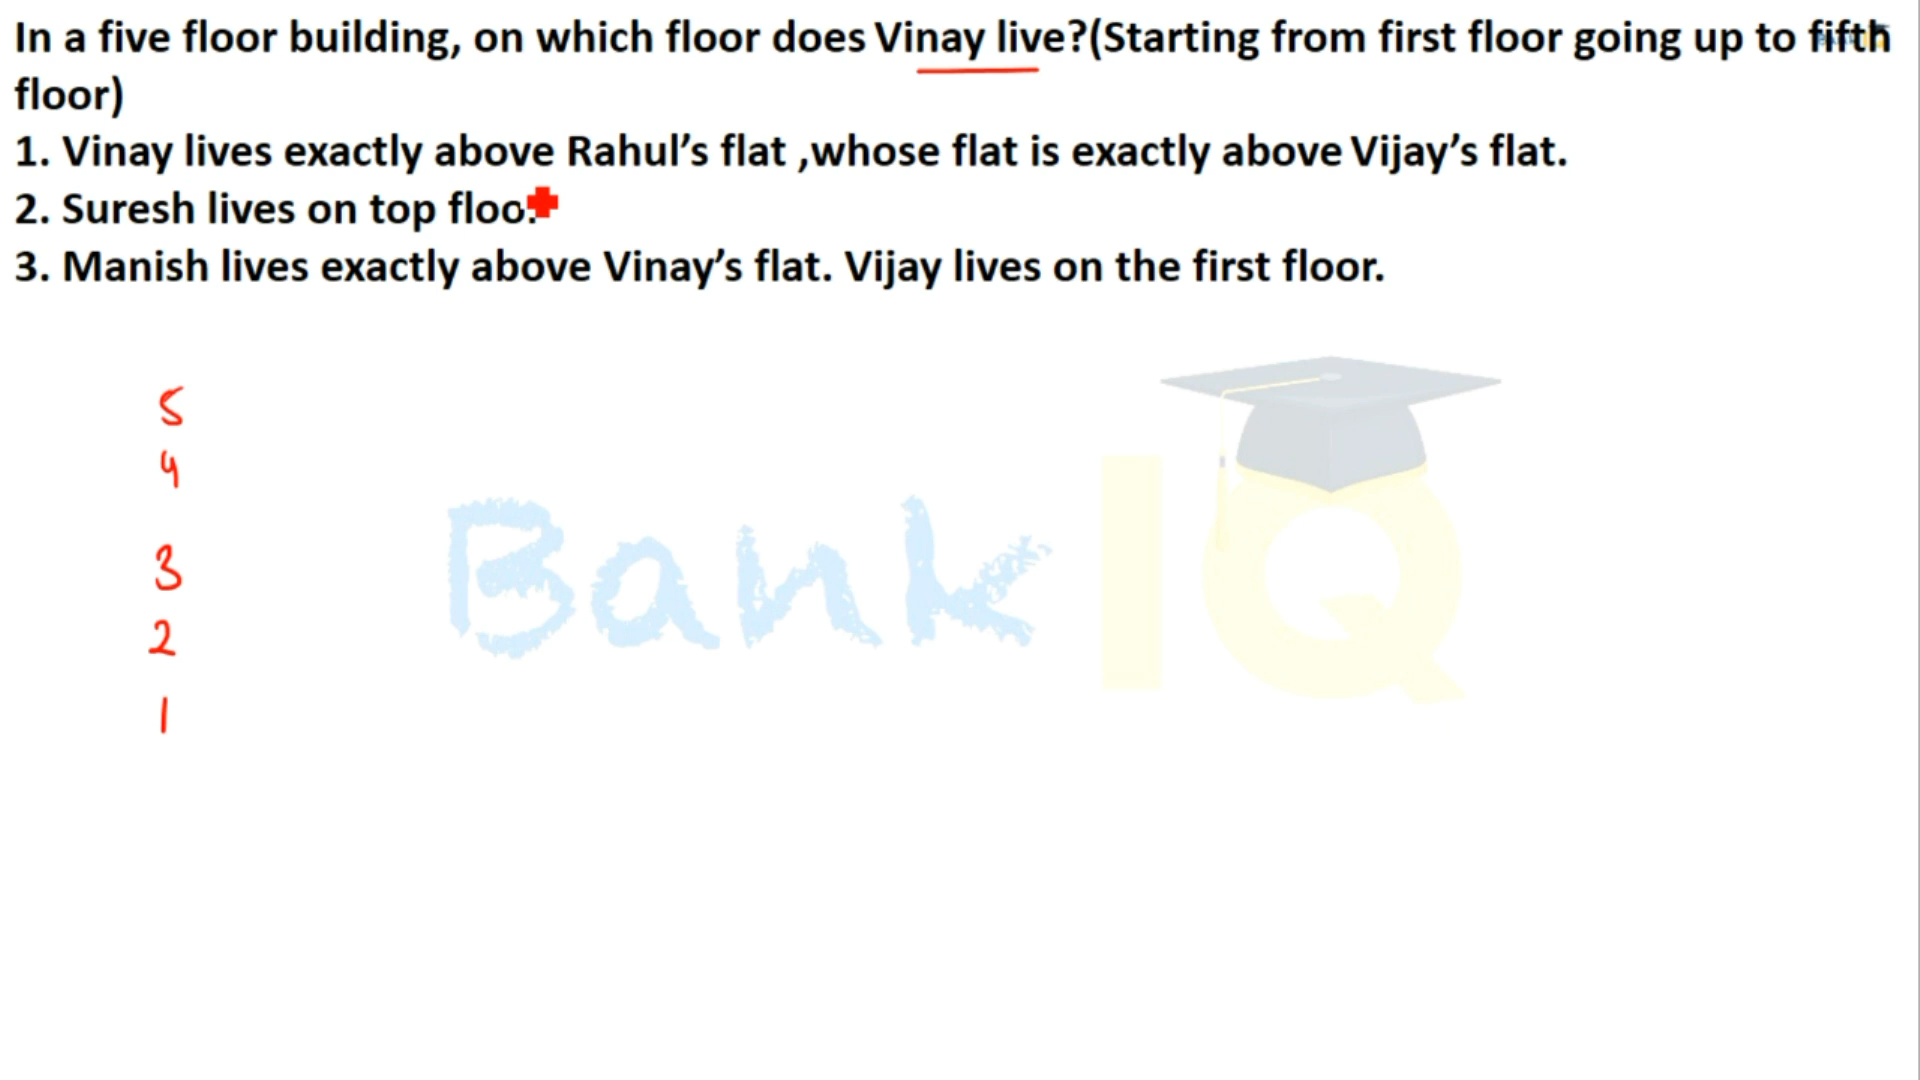 In a five floor building, on which floor does Vinay live?(Starting from first floor going up to fifth
floor)
1. Vinay lives exactly above Rahul’s flat ,whose flat is exactly above Vijay’s flat.
2. Suresh lives on top floo
3. Manish lives exactly above Vinay’s flat. Vijay lives on the first floor.
5
4
3
2
1
Bank IQ